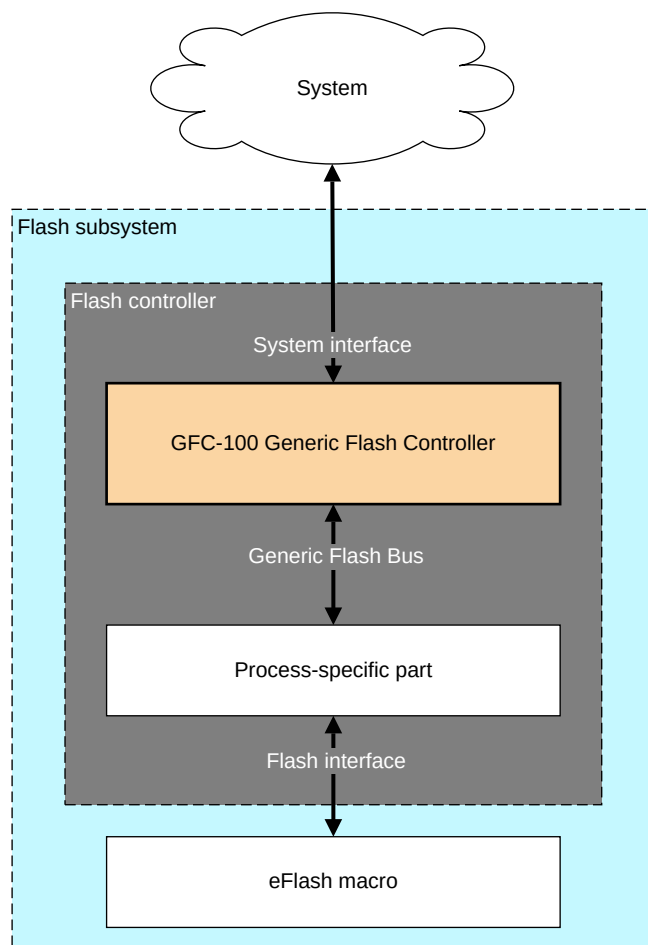 System
Flash subsystem
Flash controller
System interface
GFC-100 Generic Flash Controller
Generic Flash Bus
Process-specific part
Flash interface
eFlash macro